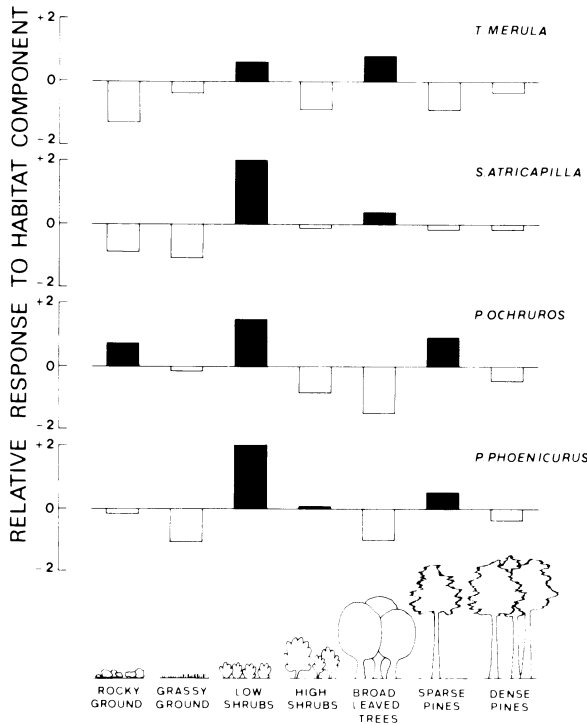 RELATIVE RESPONSE TO HABITAT COMPONENT
+2
0
-2
T MERULA
+2
0
-2
S.ATRICAPILLA
+2
0
-2
P OCHRUROS
+2
0
-2
P.PHOENICURUS
ROCKY GRASSY LOW HIGH BROAD SPARSE DENSE
GROUND GROUND SHRUBS SHRUBS LEAVED PINES PINES
TREES